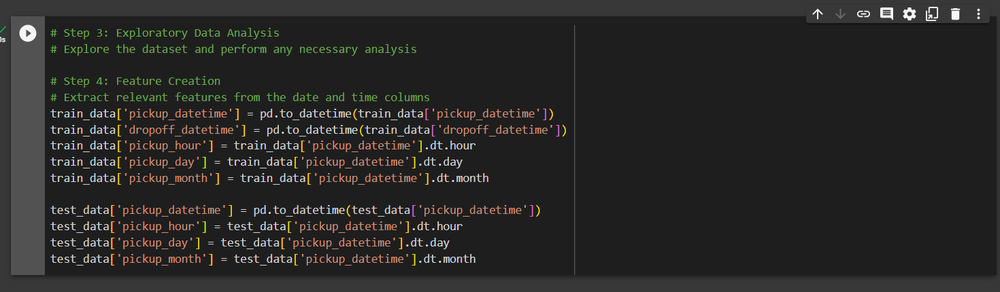 # Step 3: Exploratory Data Analysis
# Explore the dataset and perform any necessary analysis
# Step 4: Feature Creation
# Extract relevant features from the date and time columns
train_data['pickup_datetime'] = pd.to_datetime(train_data['pickup_datetime'])
train_data['dropoff_datetime'] = pd.to_datetime(train_data['dropoff_datetime'])
train_data['pickup_hour'] = train_data['pickup_datetime'].dt.hour
train_data['pickup_day'] = train_data['pickup_datetime'].dt.day
train_data['pickup_month'] = train_data['pickup_datetime'].dt.month
test_data['pickup_datetime'] = pd.to_datetime(test_data['pickup_datetime'])
test_data['pickup_hour'] = test_data['pickup_datetime'].dt.hour
test_data['pickup_day'] = test_data['pickup_datetime'].dt.day
test_data['pickup_month'] = test_data['pickup_datetime'].dt.month